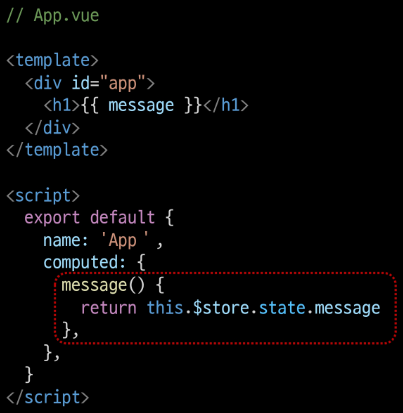 // App.vue
<template>
<div id="app">
<h1>{{ message }}</h1>
</div>
</template>
<script>
export default {
name: 'App',
computed: {
message() {
return this.$store.state.message
},
},
}
</script>